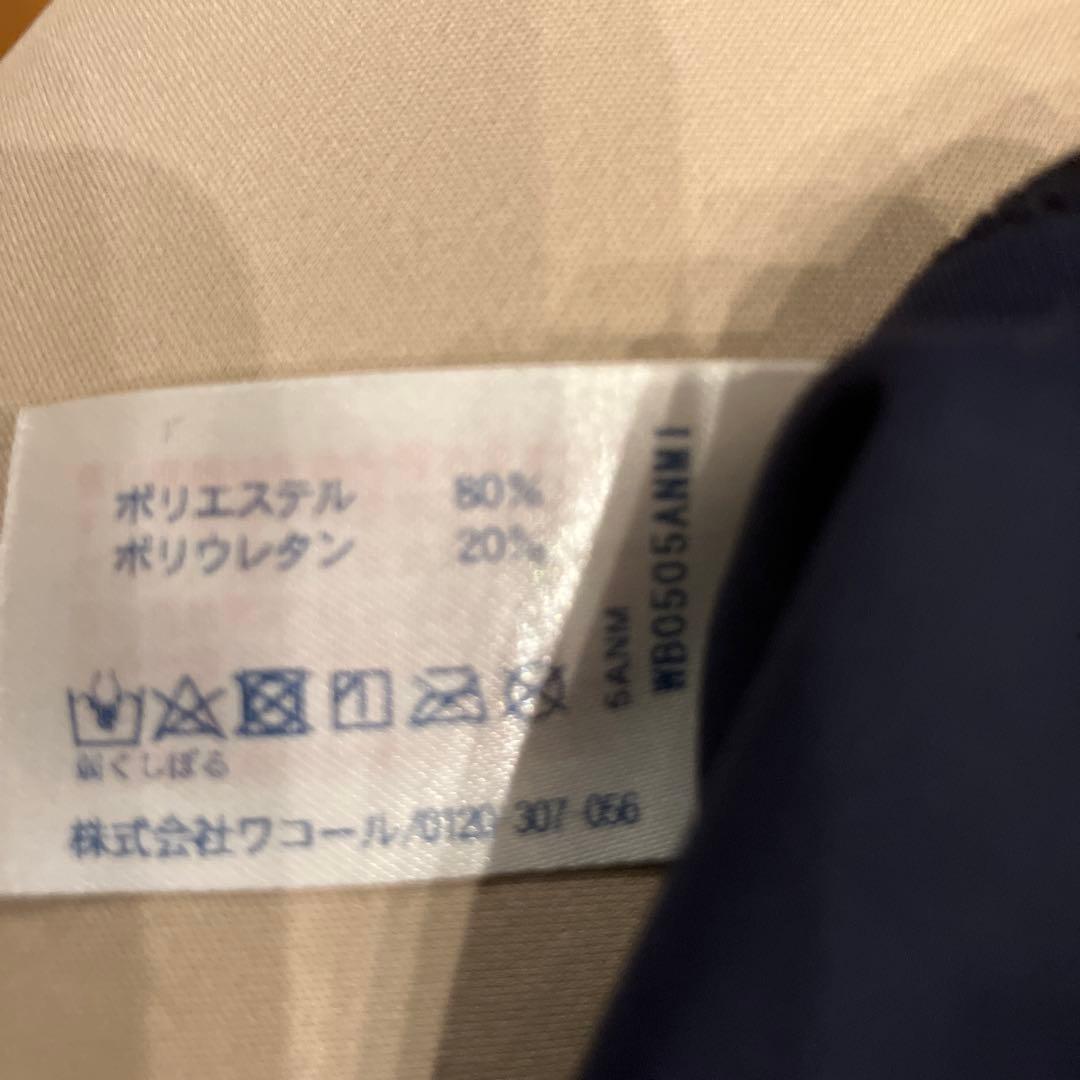 ポリエステル 80%
ポリウレタン 20%
弱くしぼる
株式会社ワコール/0120-307-056
5ANM
WB0505ANM1